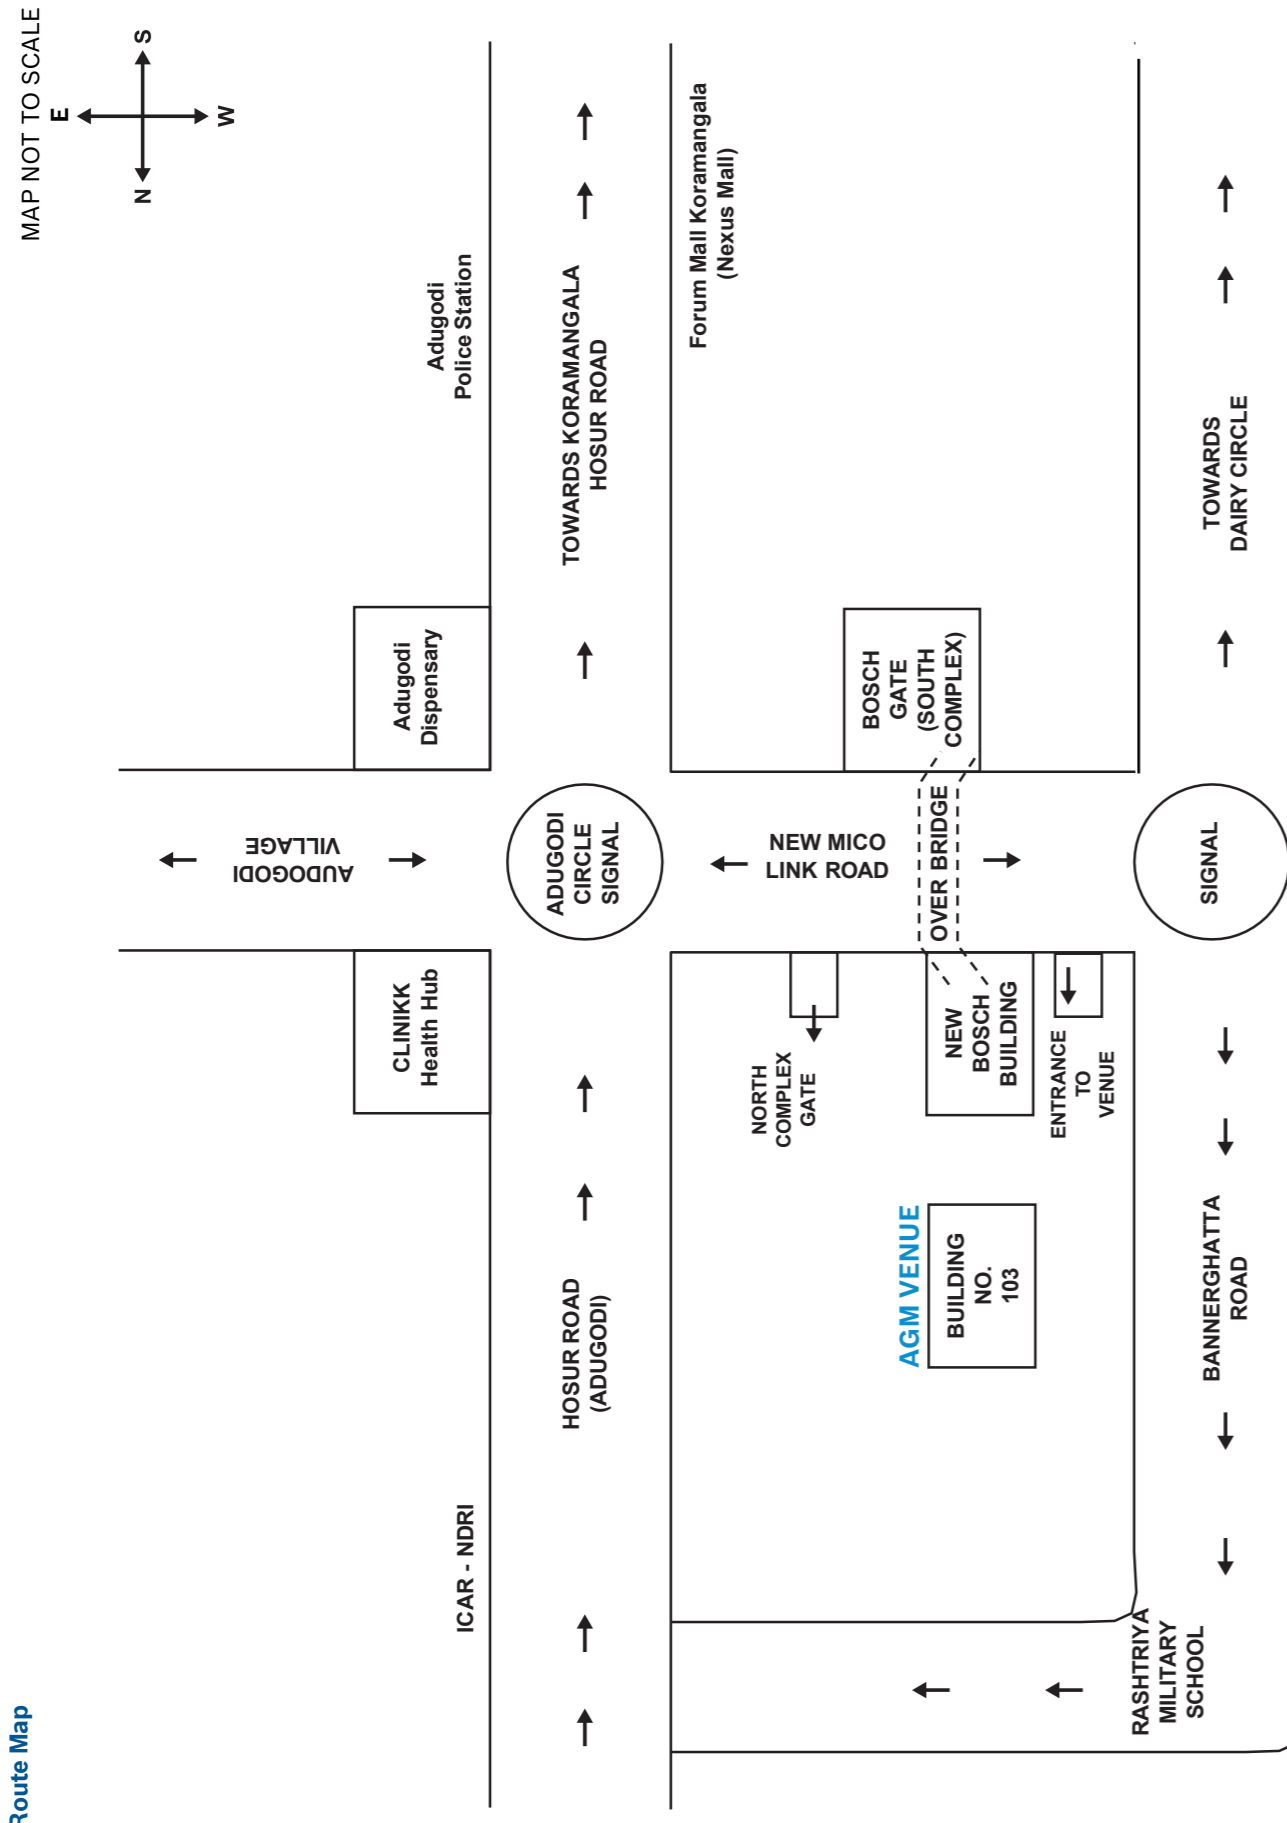 Route Map
MAP NOT TO SCALE
E
N
S
W
AUDOGODI
VILLAGE
CLINIKK
Health Hub
Adugodi
Dispensary
Adugodi
Police Station
ICAR - NDRI
HOSUR ROAD
(ADUGODI)
ADUGODI
CIRCLE
SIGNAL
TOWARDS KORAMANGALA
HOSUR ROAD
Forum Mall Koramangala
(Nexus Mall)
NORTH
COMPLEX
GATE
NEW MICO
LINK ROAD
AGM VENUE
BUILDING
NO.
103
NEW
BOSCH
BUILDING
OVER BRIDGE
BOSCH
GATE
(SOUTH
COMPLEX)
ENTRANCE
TO
VENUE
RASHTRIYA
MILITARY
SCHOOL
BANNERGHATTA
ROAD
SIGNAL
TOWARDS
DAIRY CIRCLE